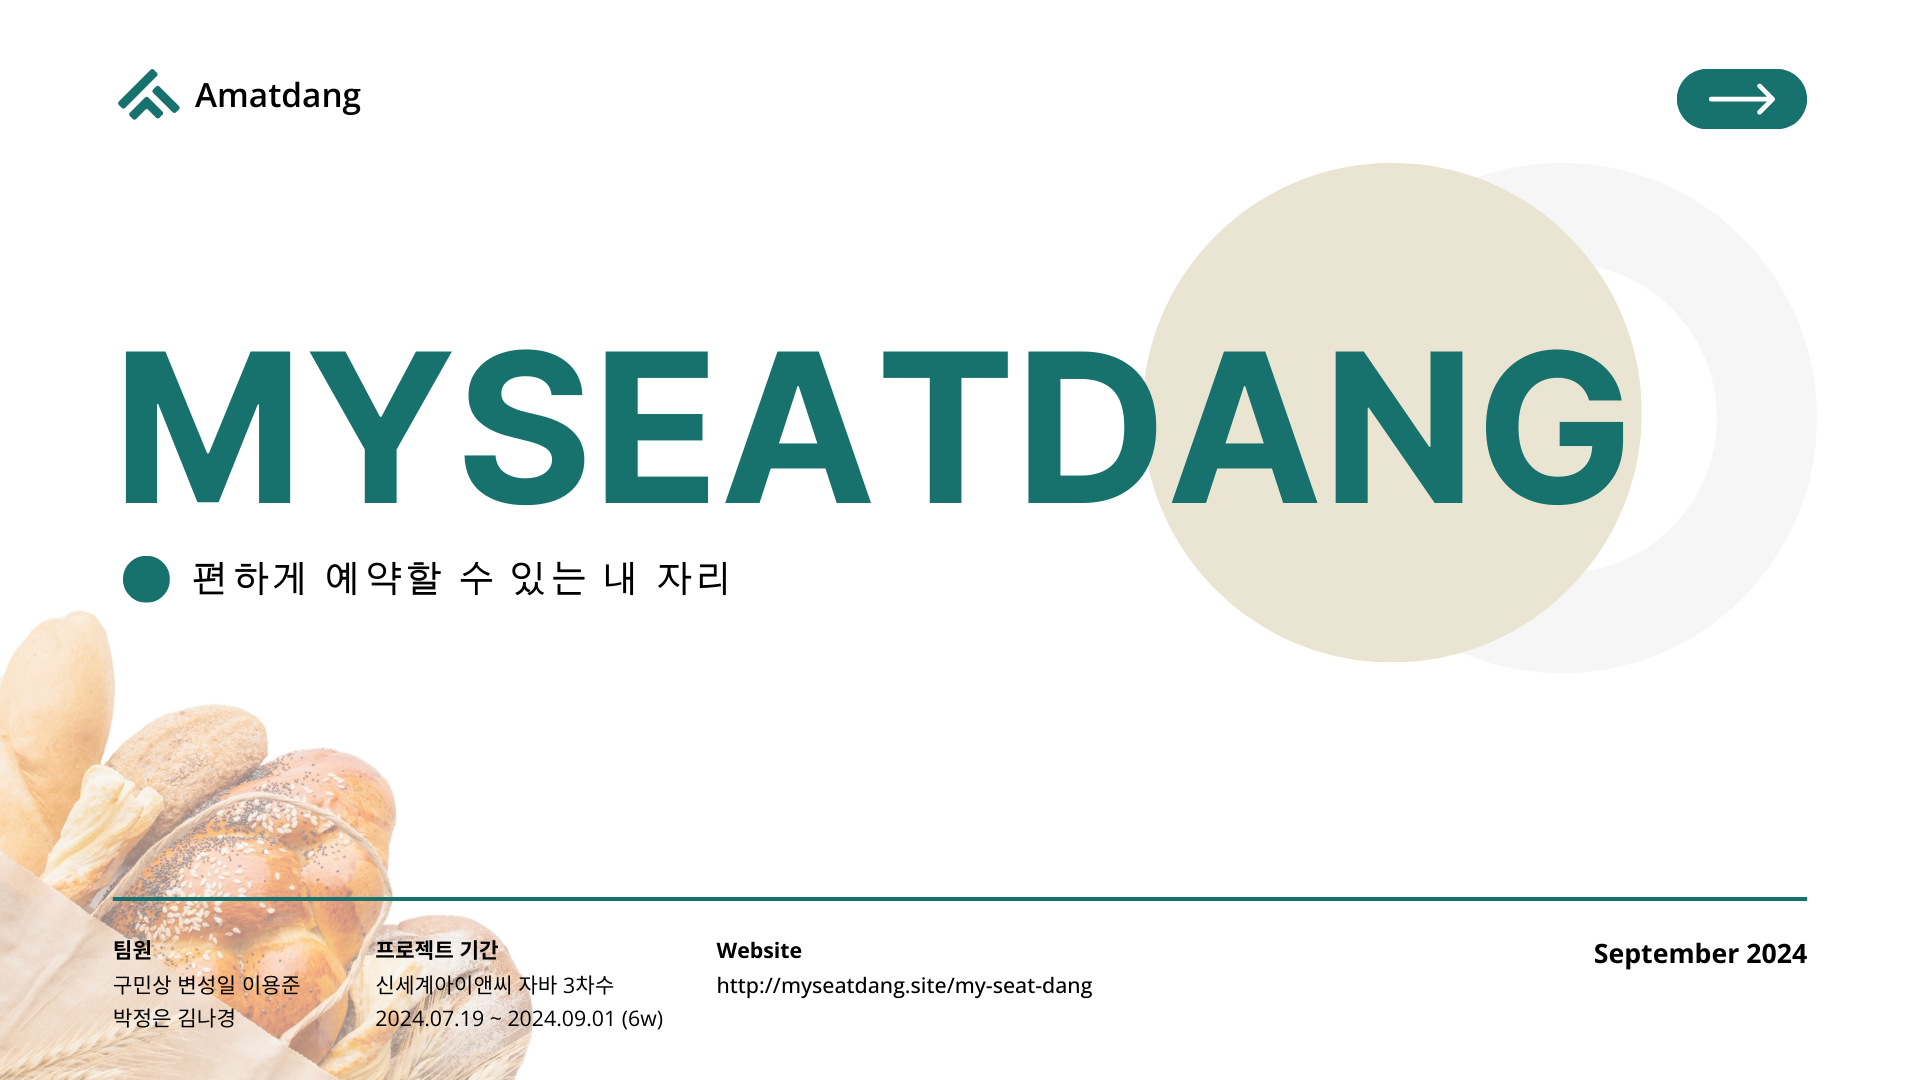 Amatdang
MYSEATDANG
편하게 예약할 수 있는 내 자리
팀원
구민상 변성일 이용준
박정은 김나경
프로젝트 기간
신세계아이앤씨 자바 3차수
2024.07.19 ~ 2024.09.01 (6w)
Website
http://myseatdang.site/my-seat-dang
September 2024